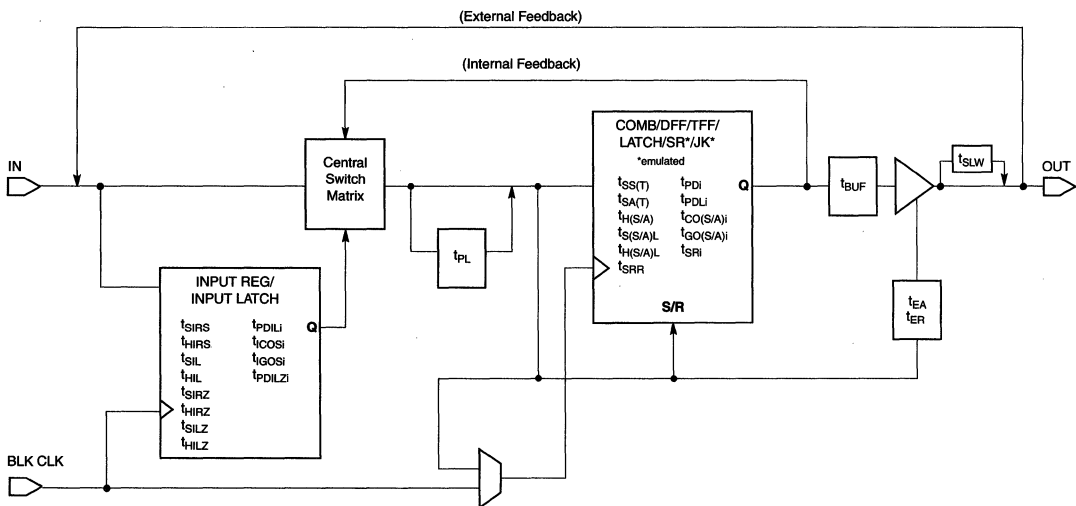 (External Feedback)
(Internal Feedback)
IN
Central
Switch
Matrix
COMB/DFF/TFF/
LATCH/SR*/JK*
*emulated
tSS(T) tPDi
tSA(T) tPDLi
tH(S/A) tCO(S/A)i
tS(S/A)L tGO(S/A)i
tH(S/A)L tSRi
tSRR
Q
S/R
tBUF
tSLW
OUT
tPL
tEA
tER
INPUT REG/
INPUT LATCH
tSIRS tPDILi
tHIRS tICOSi
tSIL tIGOSi
tHIL tPDILZi
tSIRZ
tHIRZ
tSILZ
tHILZ
Q
BLK CLK